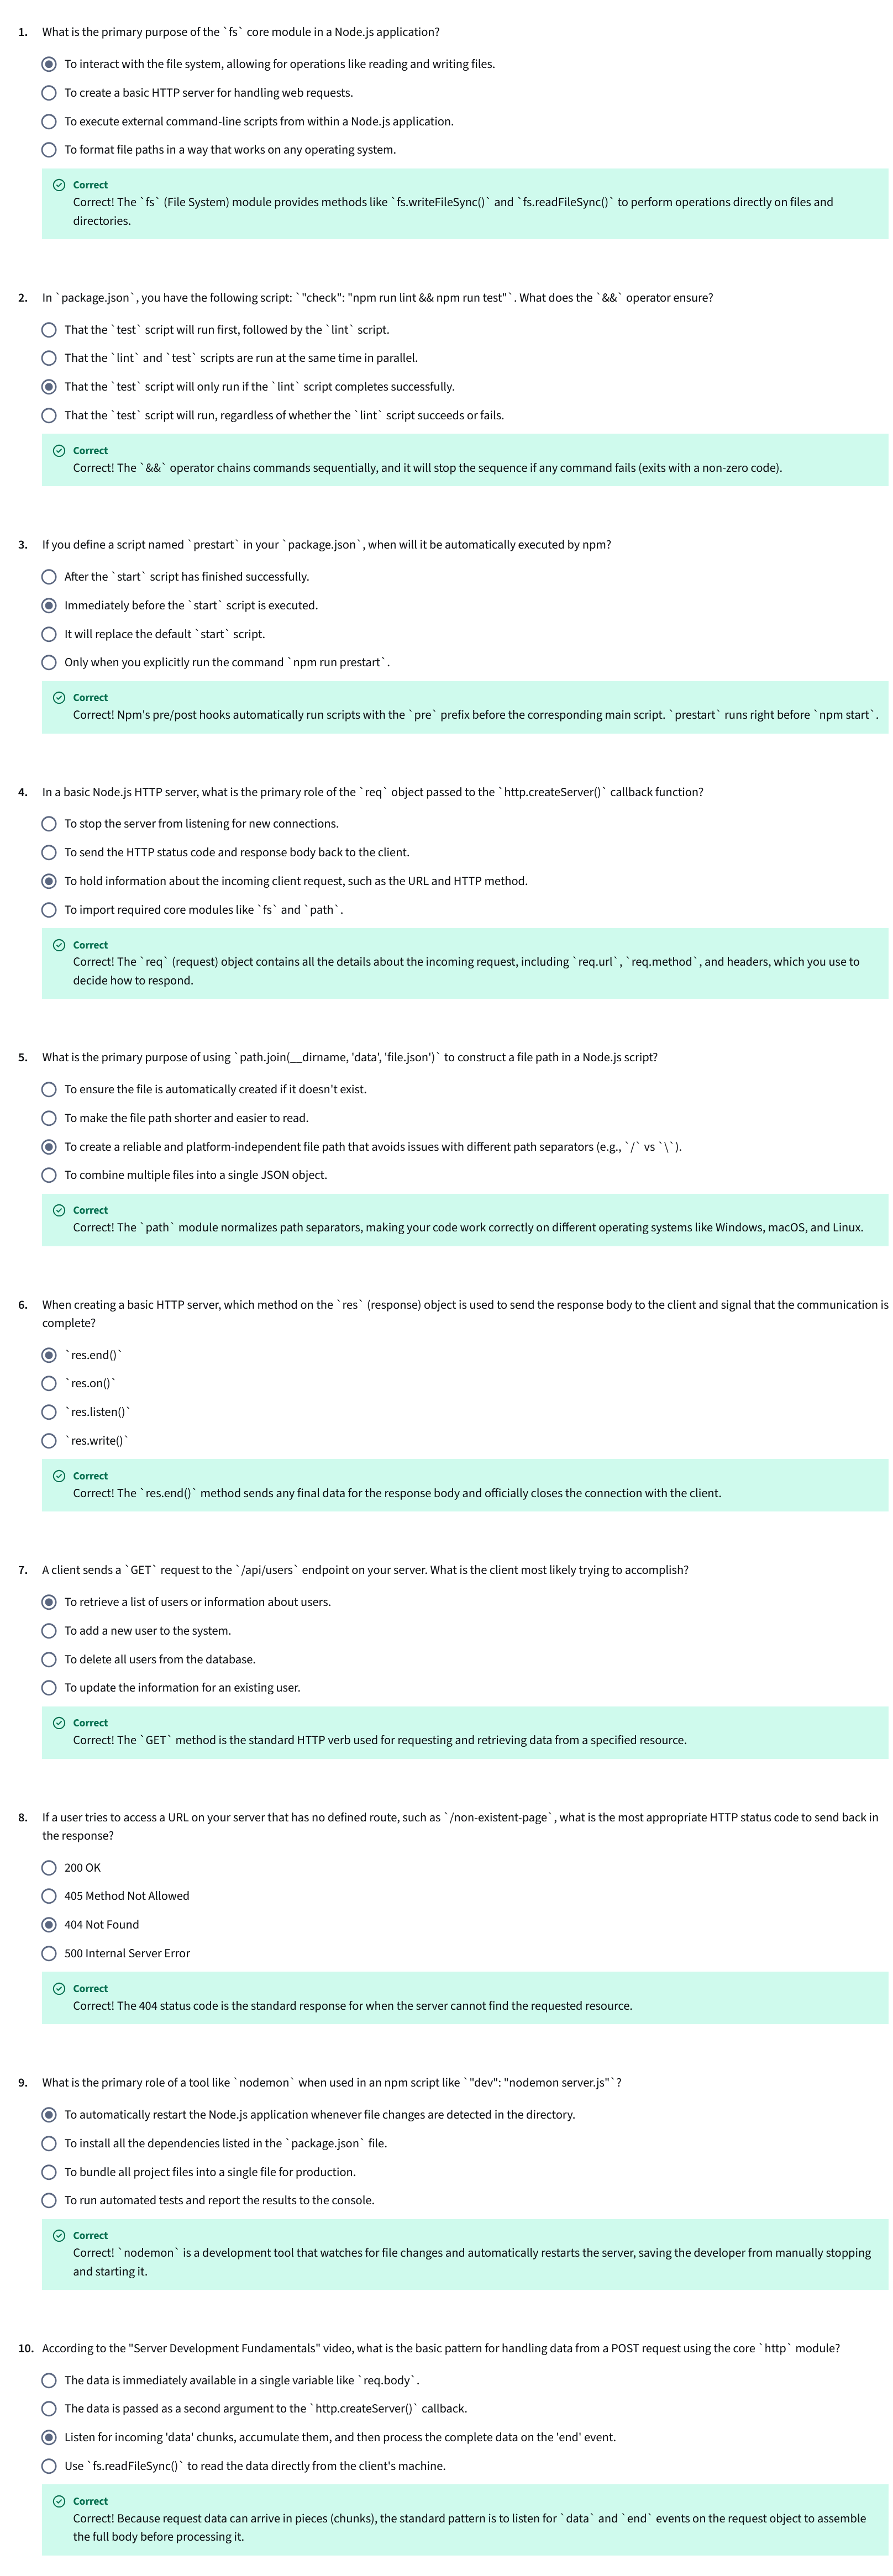 1. What is the primary purpose of the `fs` core module in a Node.js application?
To interact with the file system, allowing for operations like reading and writing files.
To create a basic HTTP server for handling web requests.
To execute external command-line scripts from within a Node.js application.
To format file paths in a way that works on any operating system.
Correct
Correct! The `fs` (File System) module provides methods like `fs.writeFileSync()` and `fs.readFileSync()` to perform operations directly on files and
directories.
2. In `package.json`, you have the following script: `"check": "npm run lint && npm run test"`. What does the `&&` operator ensure?
That the `test` script will run first, followed by the `lint` script.
That the `lint` and `test` scripts are run at the same time in parallel.
That the `test` script will only run if the `lint` script completes successfully.
That the `test` script will run, regardless of whether the `lint` script succeeds or fails.
Correct
Correct! The `&&` operator chains commands sequentially, and it will stop the sequence if any command fails (exits with a non-zero code).
3. If you define a script named `prestart` in your `package.json`, when will it be automatically executed by npm?
After the `start` script has finished successfully.
Immediately before the `start` script is executed.
It will replace the default `start` script.
Only when you explicitly run the command `npm run prestart`.
Correct
Correct! Npm's pre/post hooks automatically run scripts with the `pre` prefix before the corresponding main script. `prestart` runs right before `npm start`.
4. In a basic Node.js HTTP server, what is the primary role of the `req` object passed to the `http.createServer()` callback function?
To stop the server from listening for new connections.
To send the HTTP status code and response body back to the client.
To hold information about the incoming client request, such as the URL and HTTP method.
To import required core modules like `fs` and `path`.
Correct
Correct! The `req` (request) object contains all the details about the incoming request, including `req.url`, `req.method`, and headers, which you use to
decide how to respond.
5. What is the primary purpose of using `path.join(__dirname, 'data', 'file.json')` to construct a file path in a Node.js script?
To ensure the file is automatically created if it doesn't exist.
To make the file path shorter and easier to read.
To create a reliable and platform-independent file path that avoids issues with different path separators (e.g., `/` vs `\`).
To combine multiple files into a single JSON object.
Correct
Correct! The `path` module normalizes path separators, making your code work correctly on different operating systems like Windows, macOS, and Linux.
6. When creating a basic HTTP server, which method on the `res` (response) object is used to send the response body to the client and signal that the communication is
complete?
`res.end()`
`res.on()`
`res.listen()`
`res.write()`
Correct
Correct! The `res.end()` method sends any final data for the response body and officially closes the connection with the client.
7. A client sends a `GET` request to the `/api/users` endpoint on your server. What is the client most likely trying to accomplish?
To retrieve a list of users or information about users.
To add a new user to the system.
To delete all users from the database.
To update the information for an existing user.
Correct
Correct! The `GET` method is the standard HTTP verb used for requesting and retrieving data from a specified resource.
8. If a user tries to access a URL on your server that has no defined route, such as `/non-existent-page`, what is the most appropriate HTTP status code to send back in
the response?
200 OK
405 Method Not Allowed
404 Not Found
500 Internal Server Error
Correct
Correct! The 404 status code is the standard response for when the server cannot find the requested resource.
9. What is the primary role of a tool like `nodemon` when used in an npm script like `"dev": "nodemon server.js"`?
To automatically restart the Node.js application whenever file changes are detected in the directory.
To install all the dependencies listed in the `package.json` file.
To bundle all project files into a single file for production.
To run automated tests and report the results to the console.
Correct
Correct! `nodemon` is a development tool that watches for file changes and automatically restarts the server, saving the developer from manually stopping
and starting it.
10. According to the "Server Development Fundamentals" video, what is the basic pattern for handling data from a POST request using the core `http` module?
The data is immediately available in a single variable like `req.body`.
The data is passed as a second argument to the `http.createServer()` callback.
Listen for incoming 'data' chunks, accumulate them, and then process the complete data on the 'end' event.
Use `fs.readFileSync()` to read the data directly from the client's machine.
Correct
Correct! Because request data can arrive in pieces (chunks), the standard pattern is to listen for `data` and `end` events on the request object to assemble
the full body before processing it.